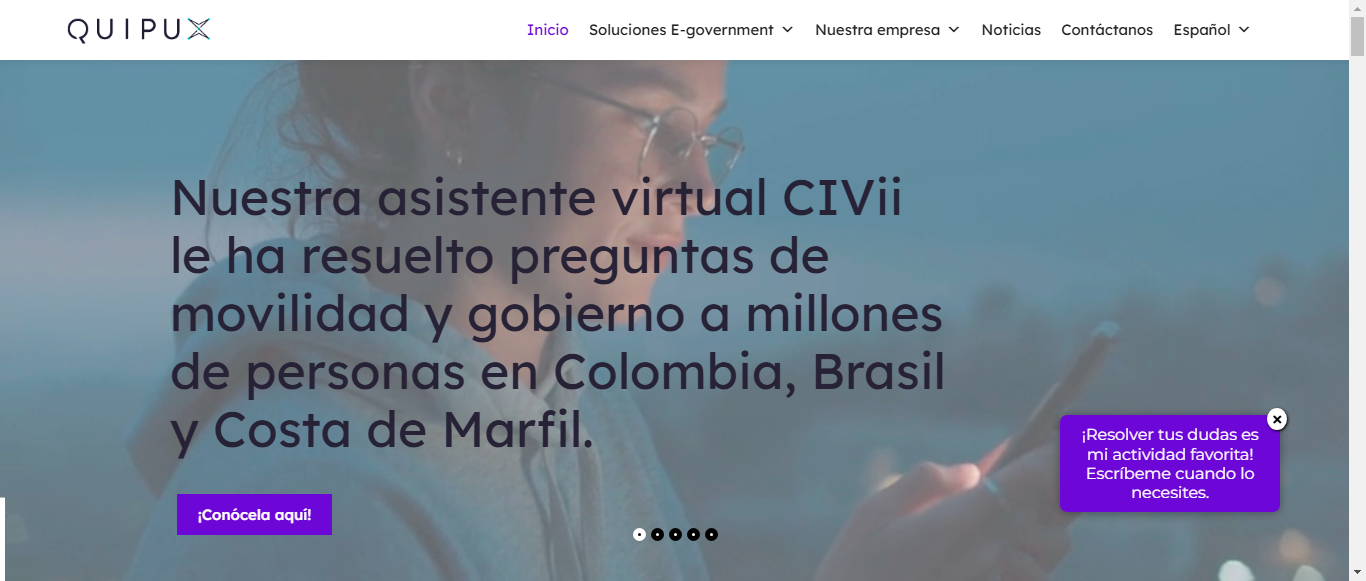 QUIPUX
Inicio Soluciones E-government Nuestra empresa Noticias Contáctanos Español
Nuestra asistente virtual CIVii
le ha resuelto preguntas de
movilidad y gobierno a millones
de personas en Colombia, Brasil
y Costa de Marfil.
¡Resolver tus dudas es
mi actividad favorita!
Escríbeme cuando lo
necesites.
¡Conócela aquí!